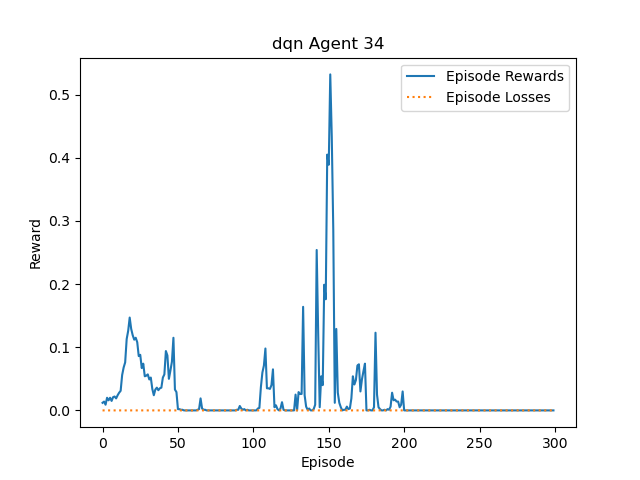 dqn Agent 34
Episode Rewards
Episode Losses
Reward
0.5
0.4
0.3
0.2
0.1
0.0
0 50 100 150 200 250 300
Episode